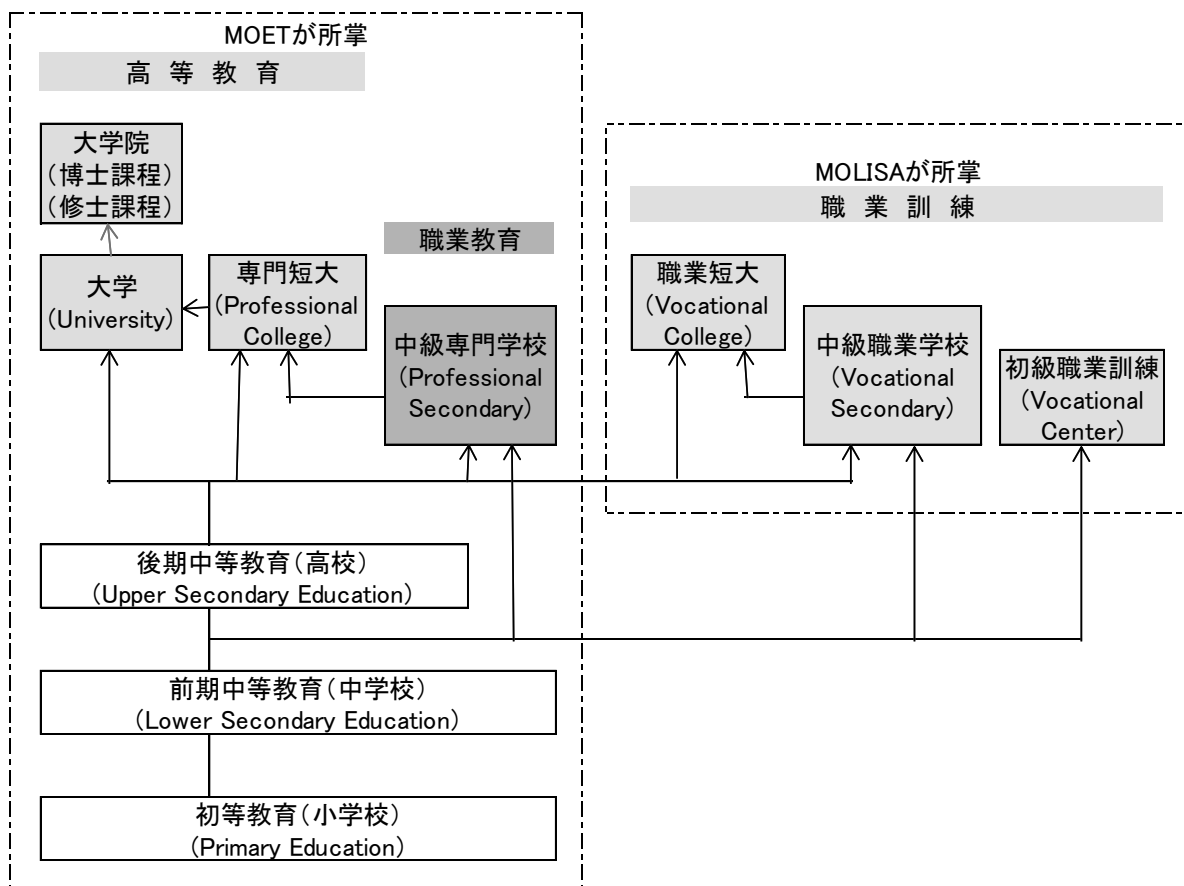 MOETが所掌
高 等 教 育
大学院
(博士課程)
(修士課程)
職業教育
大学
(University)
専門短大
(Professional
College)
中級専門学校
(Professional
Secondary)
MOLISAが所掌
職 業 訓 練
職業短大
(Vocational
College)
中級職業学校
(Vocational
Secondary)
初級職業訓練
(Vocational
Center)
後期中等教育(高校)
(Upper Secondary Education)
前期中等教育(中学校)
(Lower Secondary Education)
初等教育(小学校)
(Primary Education)